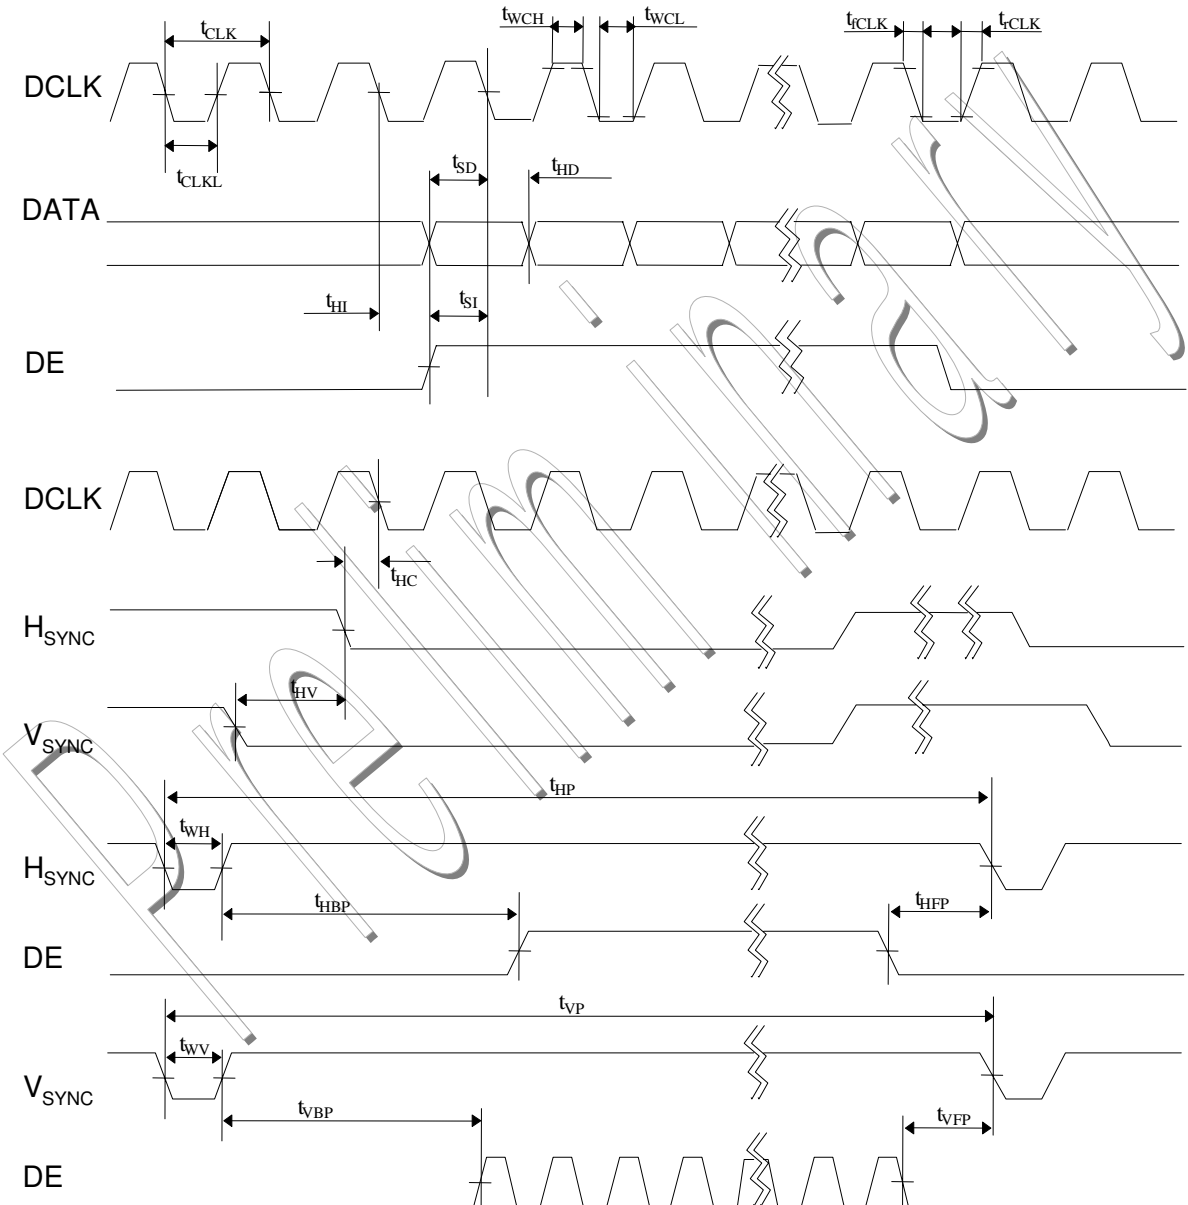 tCLK tWCH tWCL tfCLK trCLK
DCLK
tCLKL tSD tHD
DATA
tHI tSI
DE
DCLK
tHC
HSYNC
tHV
VSYNC
tHP
tWH
HSYNC
tHBP tHFP
DE
tVP
tWV
VSYNC
tVBP tVFP
DE
Preliminary